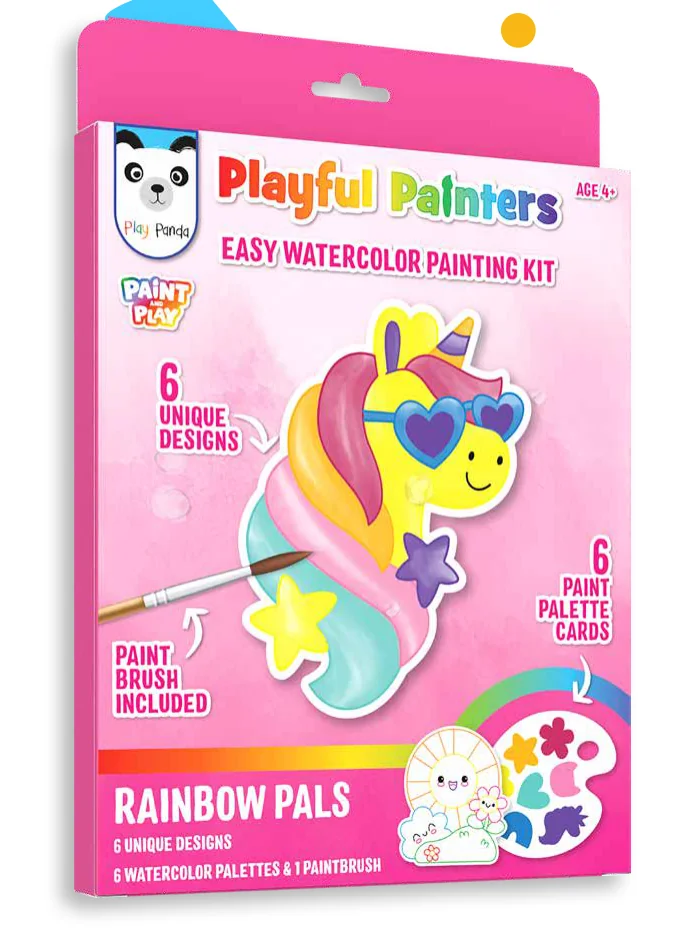 Play Panda
Playful Painters
AGE 4+
EASY WATERCOLOR PAINTING KIT
PAiNT
AND
PLAY
6
UNIQUE
DESIGNS
6
PAINT
PALETTE
CARDS
PAINT
BRUSH
INCLUDED
RAINBOW PALS
6 UNIQUE DESIGNS
6 WATERCOLOR PALETTES & 1 PAINTBRUSH